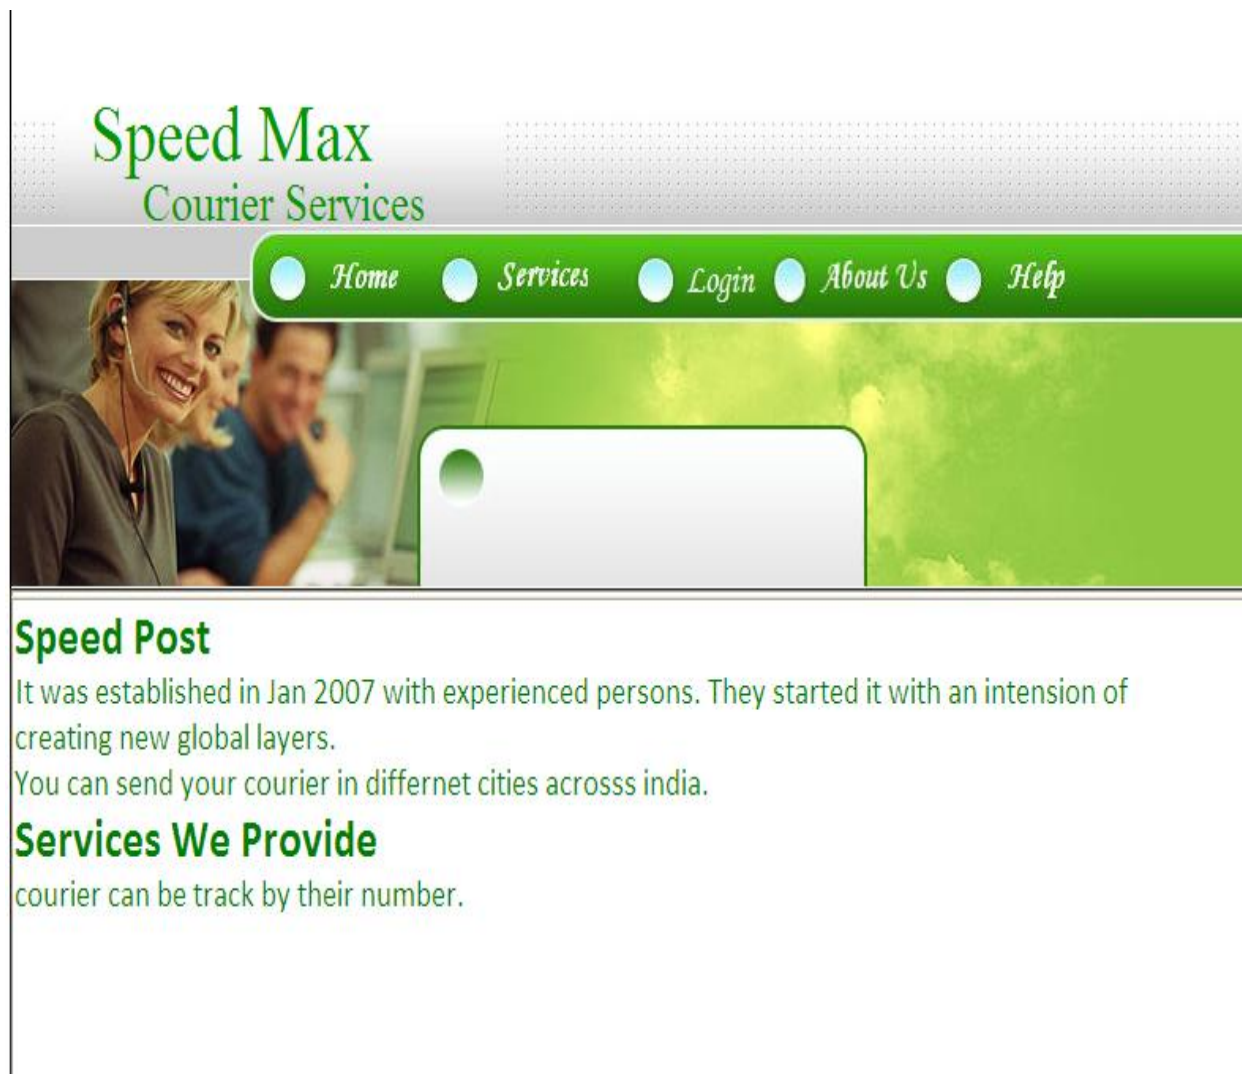 Speed Max
Courier Services
Home Services Login About Us Help
Speed Post
It was established in Jan 2007 with experienced persons. They started it with an intension of
creating new global layers.
You can send your courier in differnet cities acrosss india.
Services We Provide
courier can be track by their number.